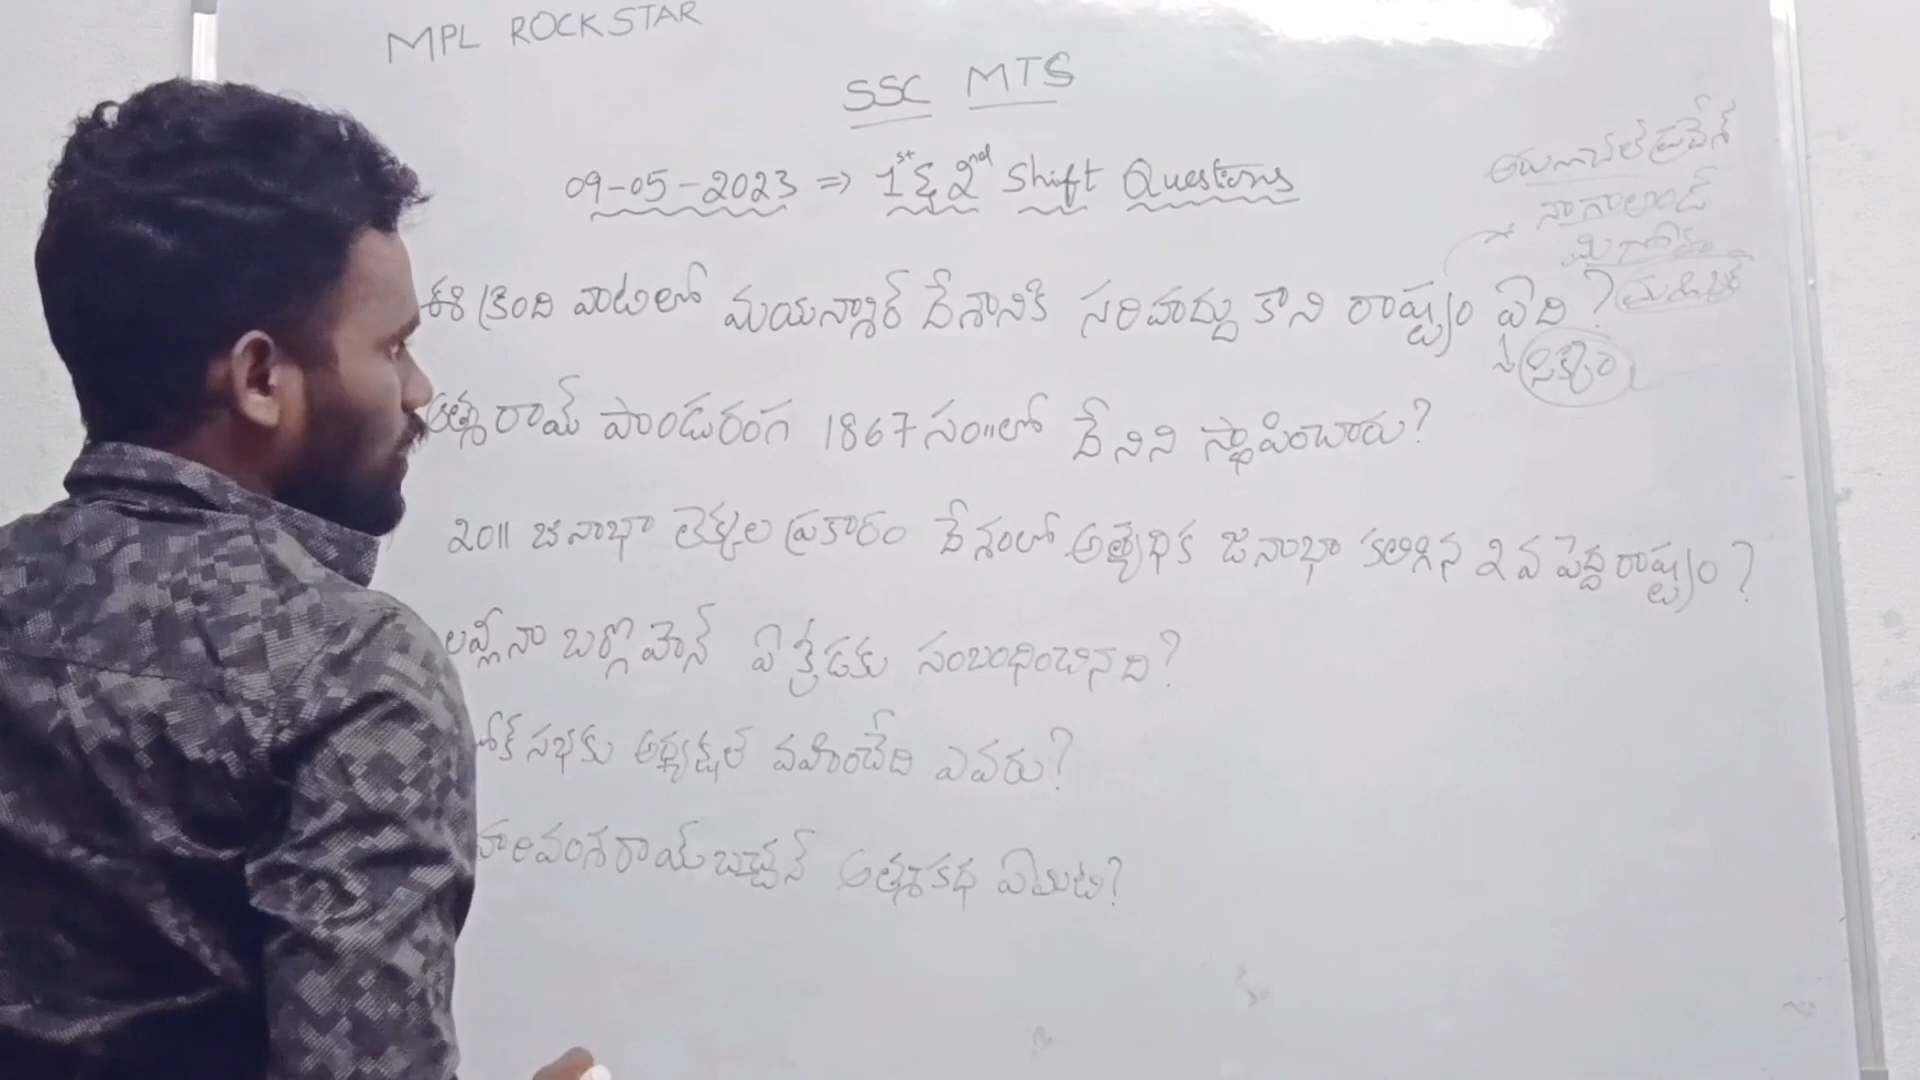 MPL ROCKSTAR
SSC MTS
09-05-2023 => 1st & 2nd Shift Questions
అరుణాచల్ ప్రదేశ్
నాగాలాండ్
మిజోరాం
ఈ క్రింది వాటిలో మయన్మార్ దేశానికి సరిహద్దు కాని రాష్ట్రం ఏది?
సిక్కిం
ఆత్మరామ్ పాండురంగ 1867 సం॥లో దేనిని స్థాపించారు?
2011 జనాభా లెక్కల ప్రకారం దేశంలో అత్యధిక జనాభా కలిగిన 2వ పెద్ద రాష్ట్రం?
లవ్లీనా బర్గోహెన్ ఏ క్రీడకు సంబంధించినది?
లోక్ సభకు అధ్యక్షత వహించేది ఎవరు?
హరివంశరాయ్ బచ్చన్ ఆత్మకథ ఏమిటి?